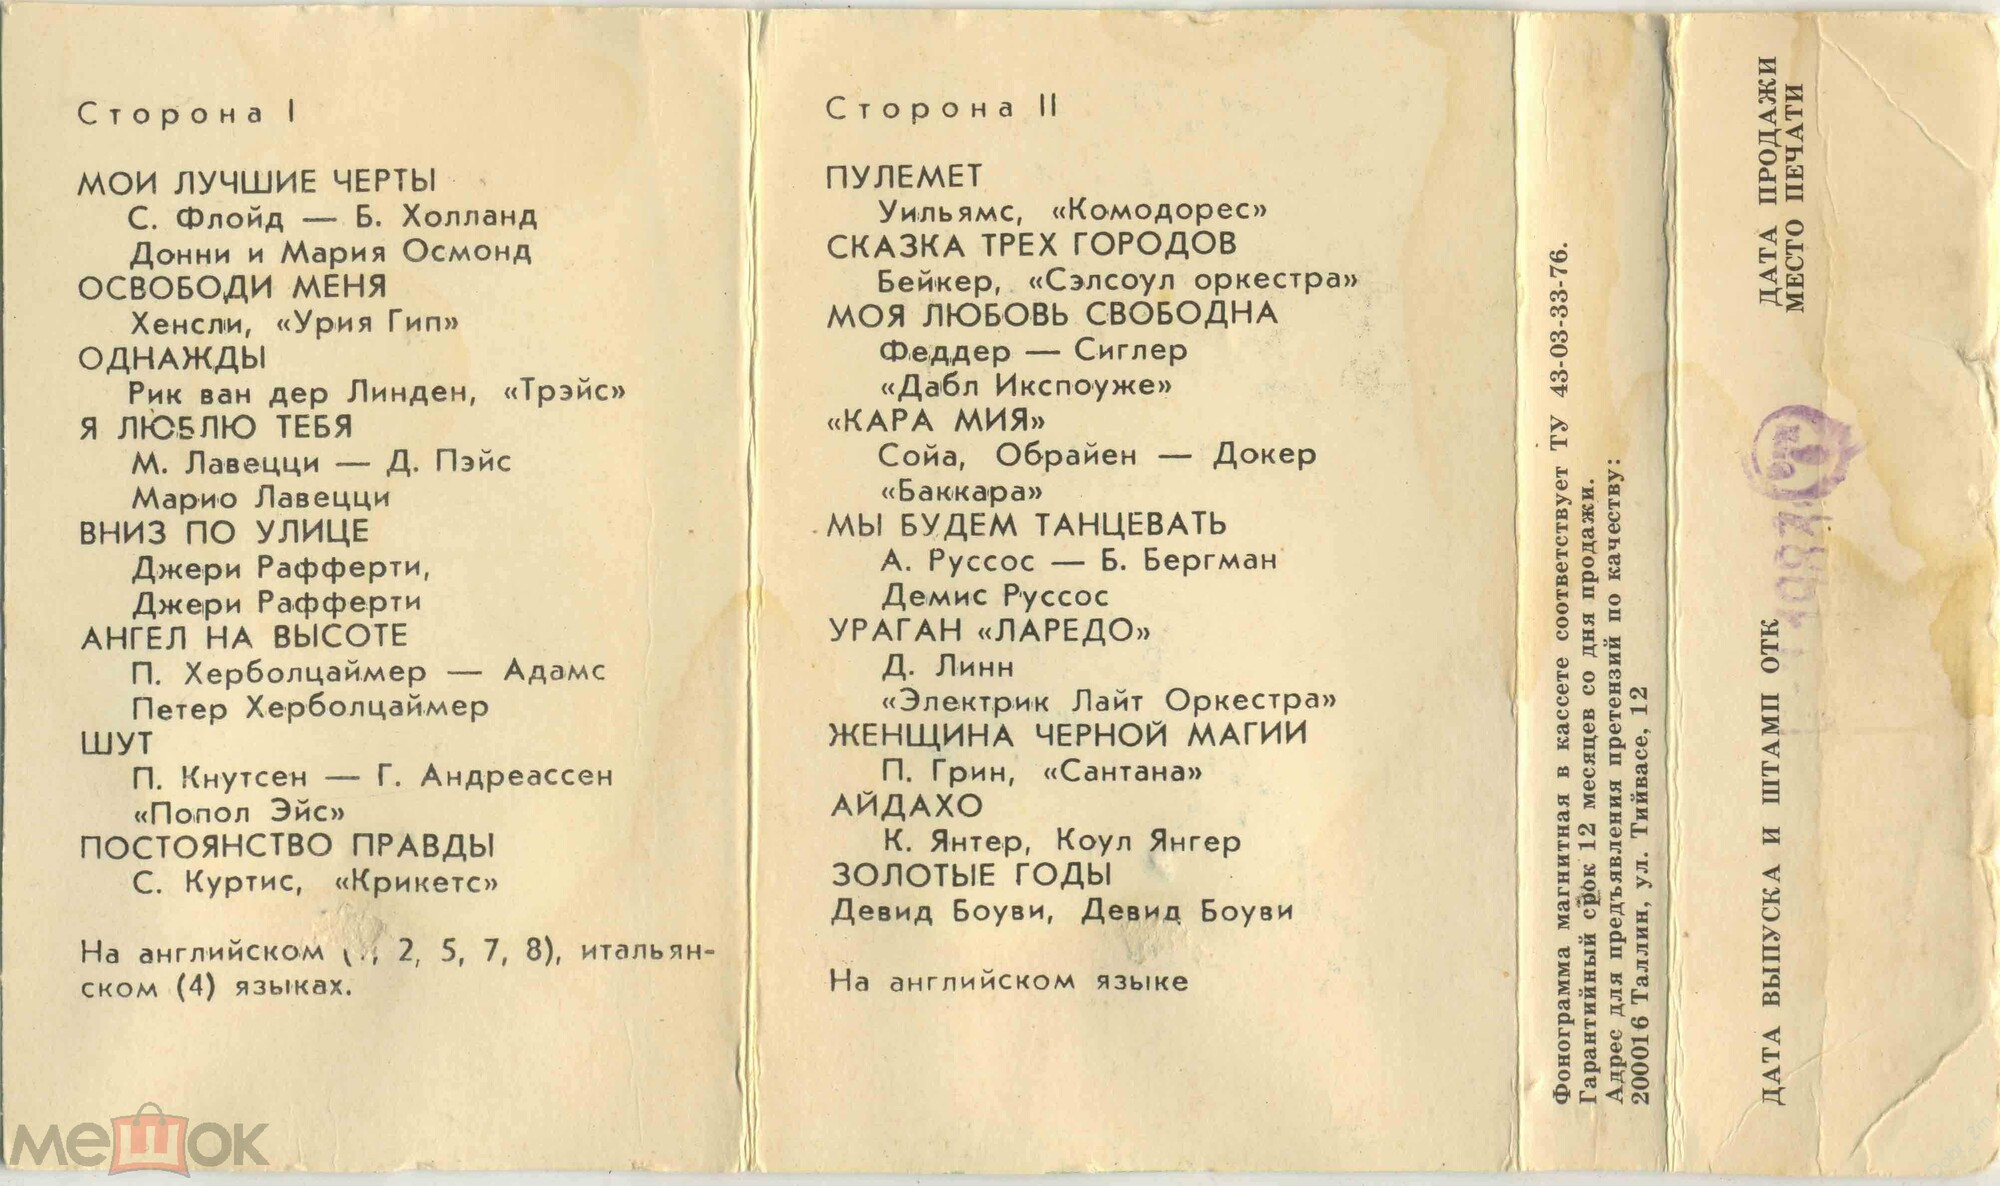 Сторона I
МОИ ЛУЧШИЕ ЧЕРТЫ
С. Флойд — Б. Холланд
Донни и Мария Осмонд
ОСВОБОДИ МЕНЯ
Хенсли, «Урия Гип»
ОДНАЖДЫ
Рик ван дер Линден, «Трэйс»
Я ЛЮБЛЮ ТЕБЯ
М. Лавецци — Д. Пэйс
Марио Лавецци
ВНИЗ ПО УЛИЦЕ
Джери Рафферти,
Джери Рафферти
АНГЕЛ НА ВЫСОТЕ
П. Херболцаймер — Адамс
Петер Херболцаймер
ШУТ
П. Кнутсен — Г. Андреассен
«Попол Эйс»
ПОСТОЯНСТВО ПРАВДЫ
С. Куртис, «Крикетс»
На английском ( , 2, 5, 7, 8), итальян-
ском (4) языках.
Сторона II
ПУЛЕМЕТ
Уильямс, «Комодорес»
СКАЗКА ТРЕХ ГОРОДОВ
Бейкер, «Сэлсоул оркестра»
МОЯ ЛЮБОВЬ СВОБОДНА
Феддер — Сиглер
«Дабл Икспоуже»
«КАРА МИЯ»
Сойа, Обрайен — Докер
«Баккара»
МЫ БУДЕМ ТАНЦЕВАТЬ
А. Руссос — Б. Бергман
Демис Руссос
УРАГАН «ЛАРЕДО»
Д. Линн
«Электрик Лайт Оркестра»
ЖЕНЩИНА ЧЕРНОЙ МАГИИ
П. Грин, «Сантана»
АЙДАХО
К. Янтер, Коул Янгер
ЗОЛОТЫЕ ГОДЫ
Девид Боуви, Девид Боуви
На английском языке
Фонограмма магнитная в кассете соответствует ТУ 43-03-33-76.
Гарантийный срок 12 месяцев со дня продажи.
Адрес для предъявления претензий по качеству:
200016 Таллин, ул. Тийвасе, 12
ДАТА ВЫПУСКА И ШТАМП ОТК
ДАТА ПРОДАЖИ
МЕСТО ПЕЧАТИ
мешок